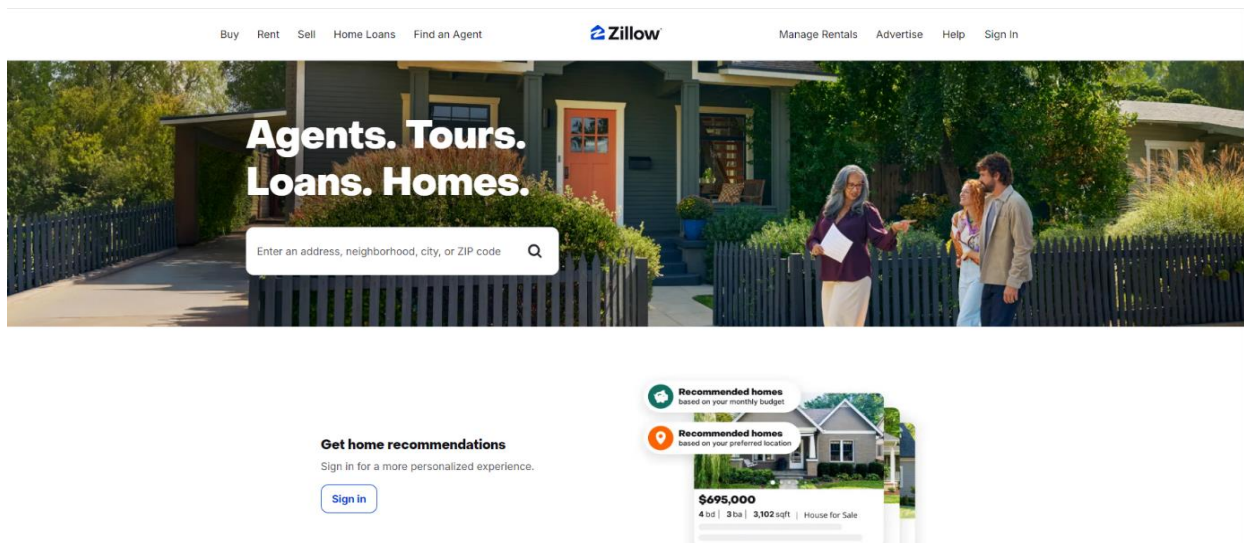 Buy Rent Sell Home Loans Find an Agent Zillow Manage Rentals Advertise Help Sign In
Agents. Tours.
Loans. Homes.
Enter an address, neighborhood, city, or ZIP code
Get home recommendations
Sign in for a more personalized experience.
Sign in
Recommended homes
based on your monthly budget
Recommended homes
based on your preferred location
$695,000
4 bd | 3 ba | 3,102 sqft | House for Sale